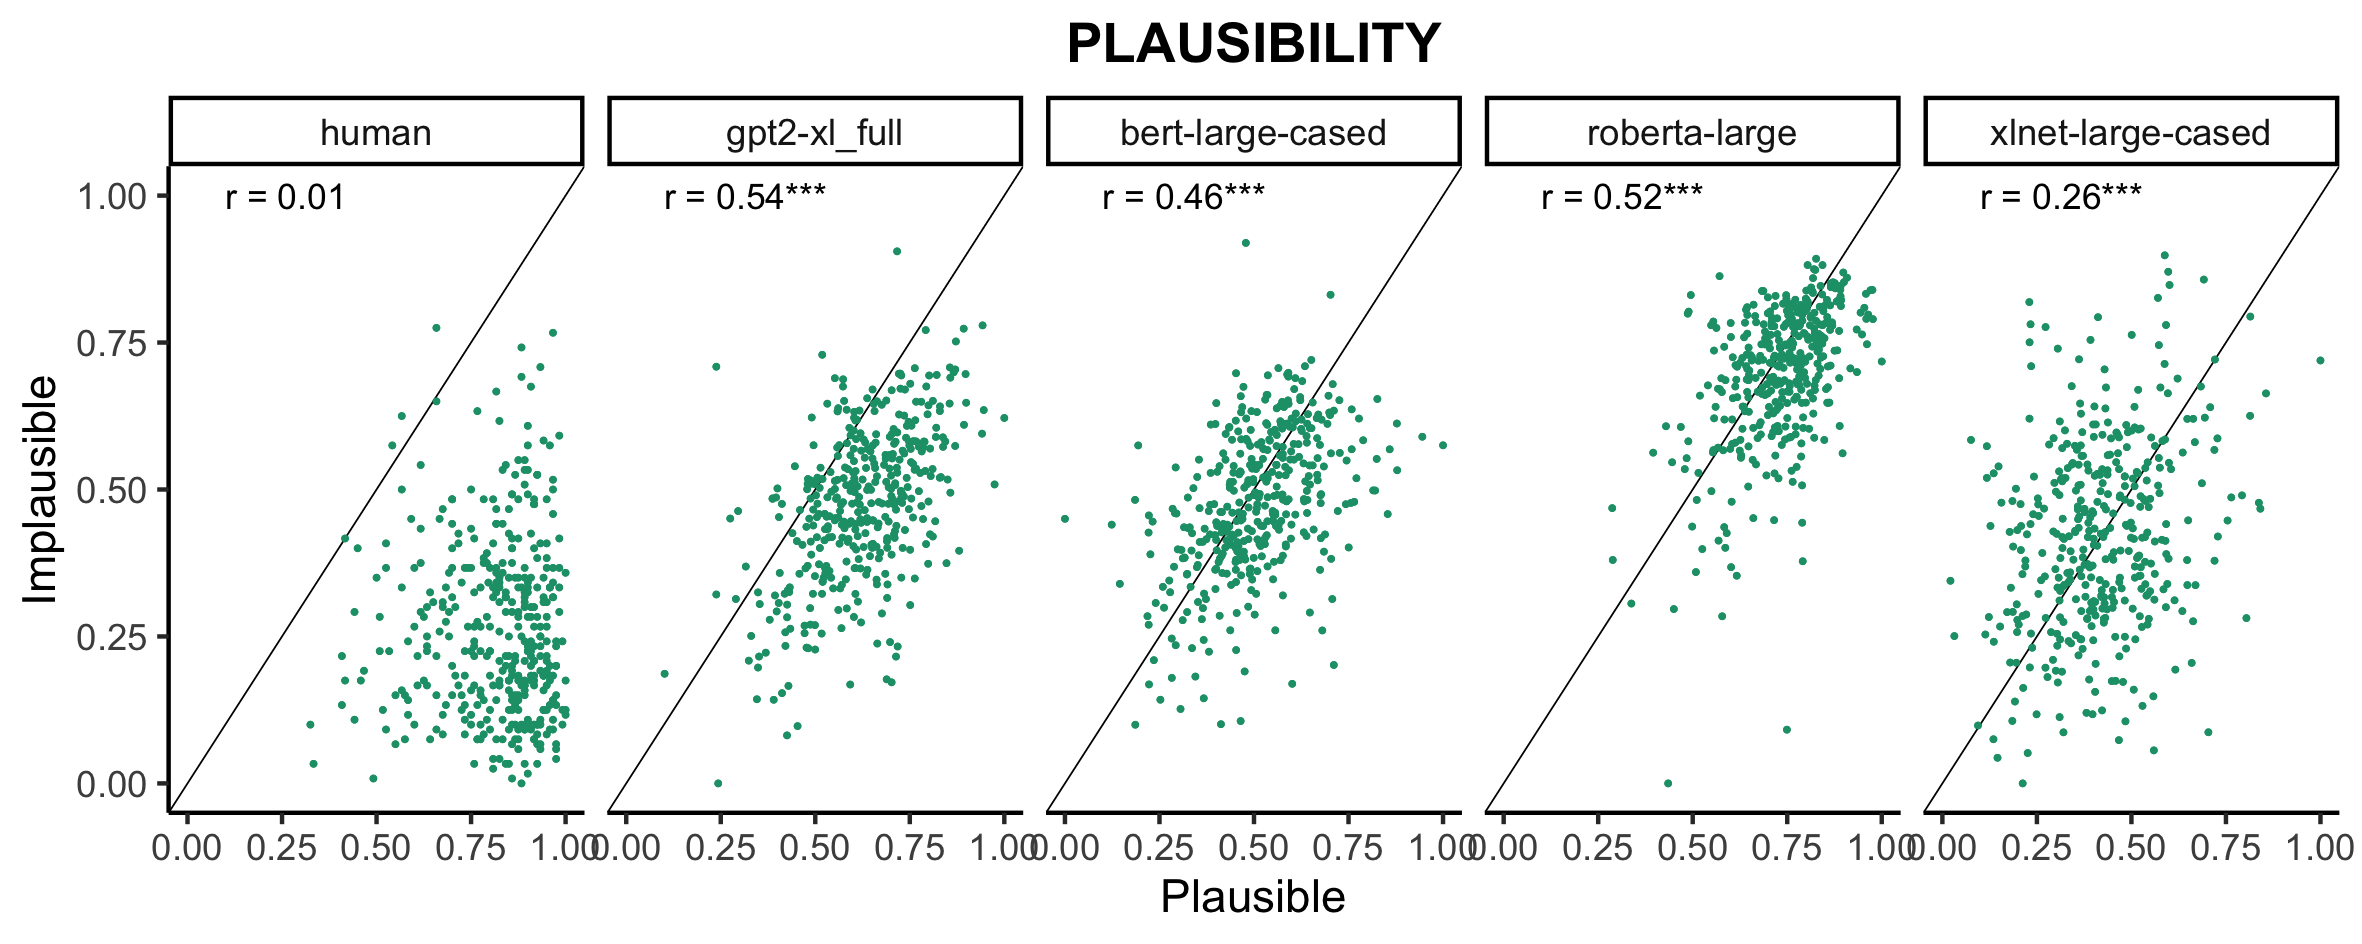 PLAUSIBILITY
human gpt2-xl_full bert-large-cased roberta-large xlnet-large-cased
r = 0.01 r = 0.54*** r = 0.46*** r = 0.52*** r = 0.26***
1.00
0.75
0.50
0.25
0.00
Implausible
0.00 0.25 0.50 0.75 1.00 0.00 0.25 0.50 0.75 1.00 0.00 0.25 0.50 0.75 1.00 0.00 0.25 0.50 0.75 1.00 0.00 0.25 0.50 0.75 1.00
Plausible